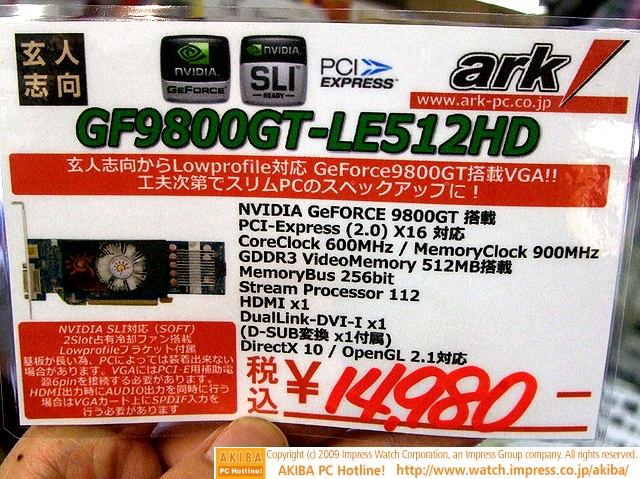 玄人
志向
NVIDIA.
GEFORCE
NVIDIA.
SLI
READY
PCI
EXPRESS
ark
www.ark-pc.co.jp
GF9800GT-LE512HD
玄人志向からLowprofile対応 GeForce9800GT搭載VGA!!
工夫次第でスリムPCのスペックアップに！
NVIDIA GeFORCE 9800GT 搭載
PCI-Express (2.0) X16 対応
CoreClock 600MHz / MemoryClock 900MHz
GDDR3 VideoMemory 512MB搭載
MemoryBus 256bit
Stream Processor 112
HDMI x1
DualLink-DVI-I x1
(D-SUB変換 x1付属)
DirectX 10 / OpenGL 2.1対応
NVIDIA SLI対応（SOFT）
2Slot占有冷却ファン搭載
Lowprofileブラケット付属
基板が長い為、PCによっては装着出来ない
場合があります。VGAにはPCI-E用補助電
源6pinを接続する必要があります。
HDMI出力時にAUDIO出力を同時に行う
場合はVGAカード上にSPDIF入力を
行う必要があります
税込
￥14,980
AKIBA
PC Hotline!
Copyright (c) 2009 Impress Watch Corporation, an Impress Group company. All rights reserved.
AKIBA PC Hotline! http://www.watch.impress.co.jp/akiba/